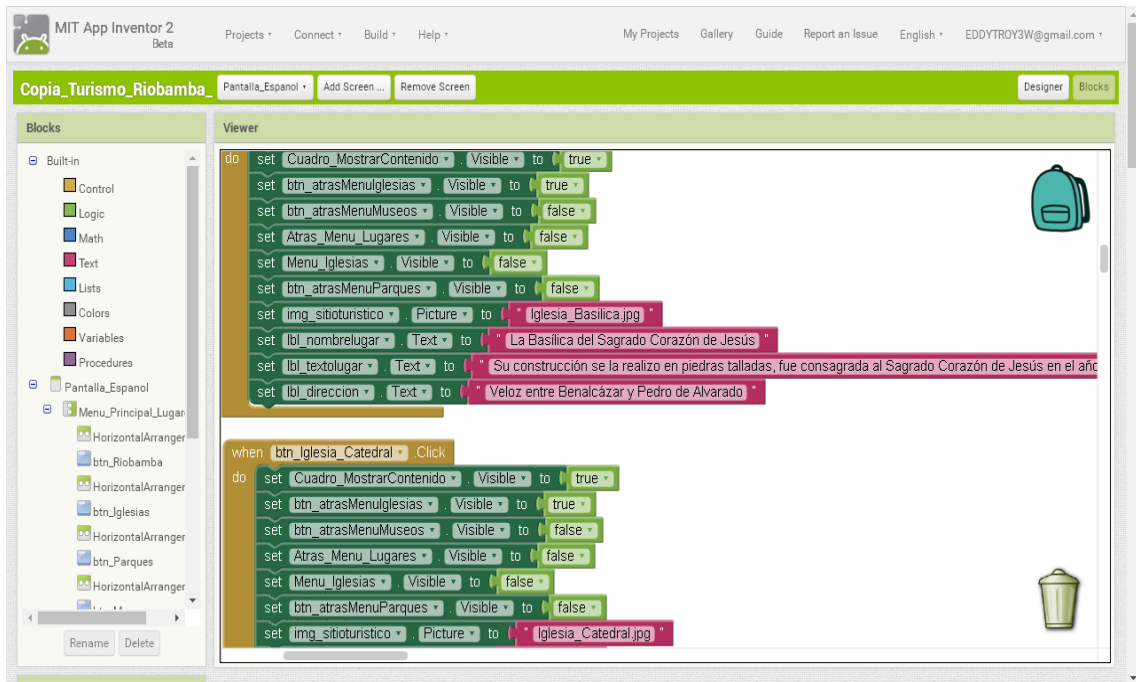 MIT App Inventor 2
Beta
Projects Connect Build Help My Projects Gallery Guide Report an Issue English EDDYTROY3W@gmail.com
Copia_Turismo_Riobamba_ Pantalla_Espanol Add Screen ... Remove Screen Designer Blocks
Blocks
Built-in
Control
Logic
Math
Text
Lists
Colors
Variables
Procedures
Pantalla_Espanol
Menu_Principal_Lugar
HorizontalArranger
btn_Riobamba
HorizontalArranger
btn_Iglesias
HorizontalArranger
btn_Parques
HorizontalArranger
Rename Delete
Viewer
do set Cuadro_MostrarContenido . Visible to true
set btn_atrasMenuIglesias . Visible to true
set btn_atrasMenuMuseos . Visible to false
set Atras_Menu_Lugares . Visible to false
set Menu_Iglesias . Visible to false
set btn_atrasMenuParques . Visible to false
set img_sitioturistico . Picture to " Iglesia_Basilica.jpg "
set lbl_nombrelugar . Text to " La Basílica del Sagrado Corazón de Jesús "
set lbl_textolugar . Text to " Su construcción se la realizo en piedras talladas, fue consagrada al Sagrado Corazón de Jesús en el año
set lbl_direccion . Text to " Veloz entre Benalcázar y Pedro de Alvarado "
when btn_Iglesia_Catedral .Click
do set Cuadro_MostrarContenido . Visible to true
set btn_atrasMenuIglesias . Visible to true
set btn_atrasMenuMuseos . Visible to false
set Atras_Menu_Lugares . Visible to false
set Menu_Iglesias . Visible to false
set btn_atrasMenuParques . Visible to false
set img_sitioturistico . Picture to " Iglesia_Catedral.jpg "